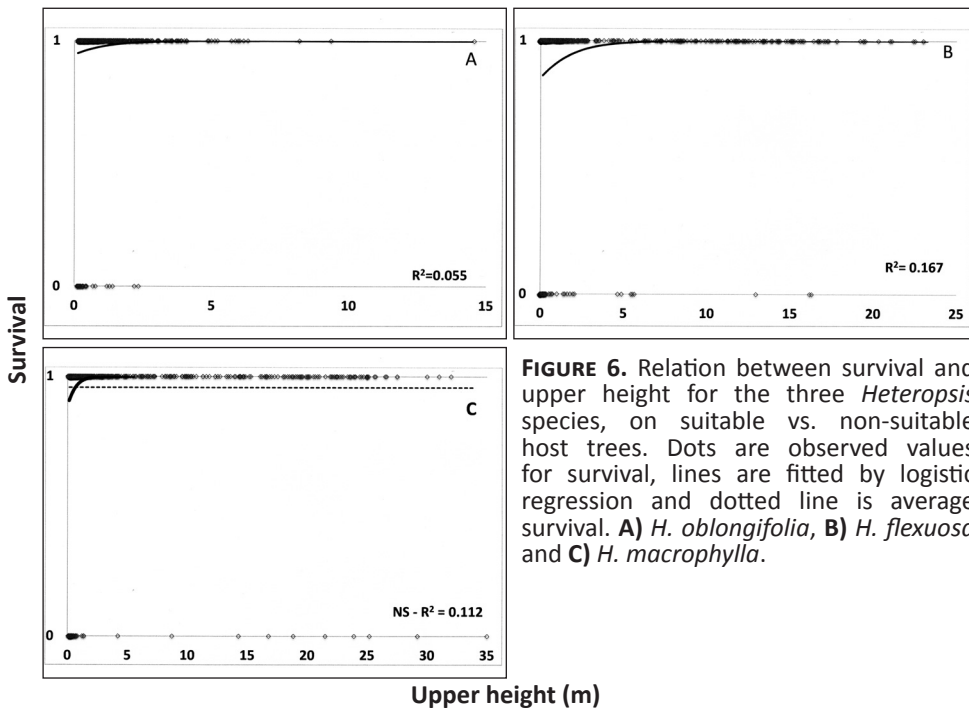 1
A
R²=0.055
0
0 5 10 15
1
B
R²= 0.167
0
0 5 10 15 20 25
Survival
1
C
NS - R² = 0.112
0
0 5 10 15 20 25 30 35
Upper height (m)
FIGURE 6. Relation between survival and
upper height for the three Heteropsis
species, on suitable vs. non-suitable
host trees. Dots are observed values
for survival, lines are fitted by logistic
regression and dotted line is average
survival. A) H. oblongifolia, B) H. flexuosa
and C) H. macrophylla.